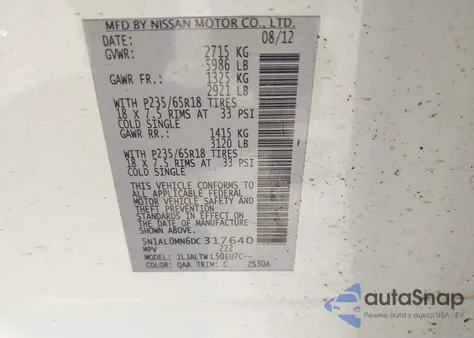 MFD BY NISSAN MOTOR CO., LTD.
DATE: 08/12
GVWR: 2715 KG
5986 LB
GAWR FR.: 1325 KG
2921 LB
WITH P235/65R18 TIRES
18 X 7.5 RIMS AT 33 PSI
COLD SINGLE
GAWR RR.: 1415 KG
3120 LB
WITH P235/65R18 TIRES
18 X 7.5 RIMS AT 33 PSI
COLD SINGLE
THIS VEHICLE CONFORMS TO
ALL APPLICABLE FEDERAL
MOTOR VEHICLE SAFETY AND
THEFT PREVENTION
STANDARDS IN EFFECT ON
THE DATE OF MANUFACTURE
SHOWN ABOVE.
5N1AL0MN6DC317640
MPV 222
MODEL: JLJALTWL50EU7C--
COLOR: QAA TRIM: C ZS30A
autoSnap
Pewne auta z aukcji w USA i EU